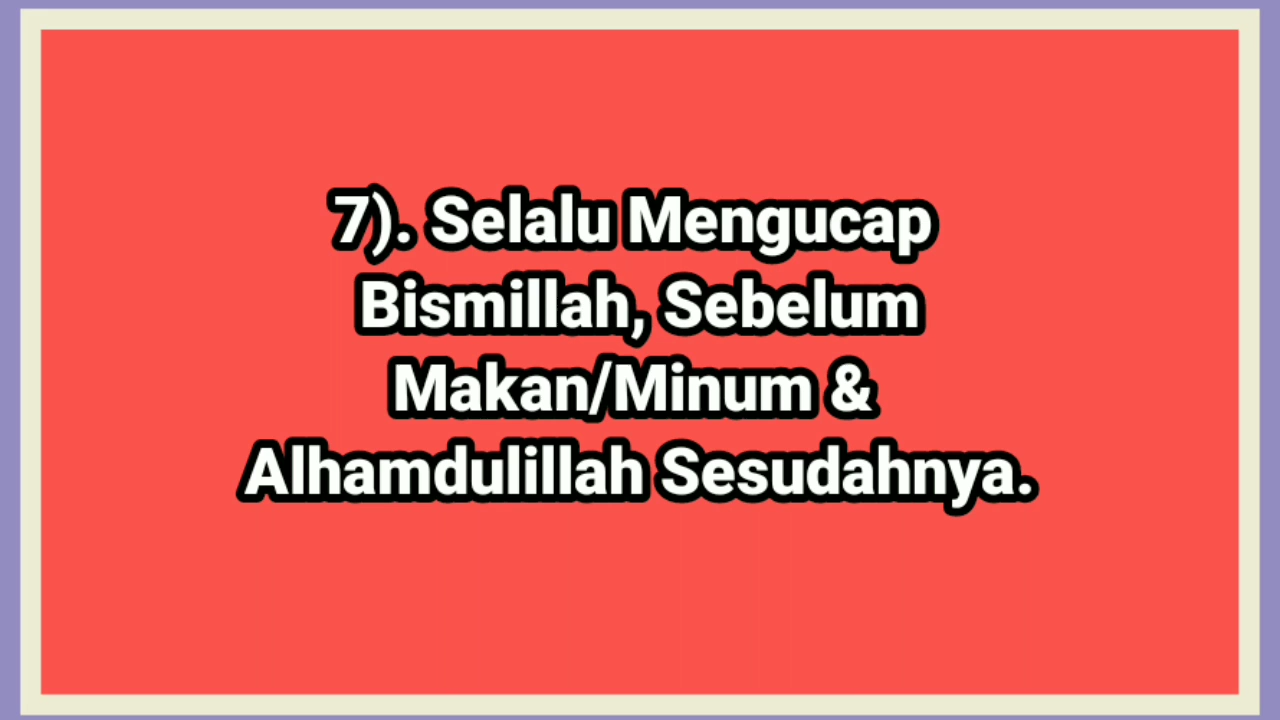 7). Selalu Mengucap
Bismillah, Sebelum
Makan/Minum &
Alhamdulillah Sesudahnya.